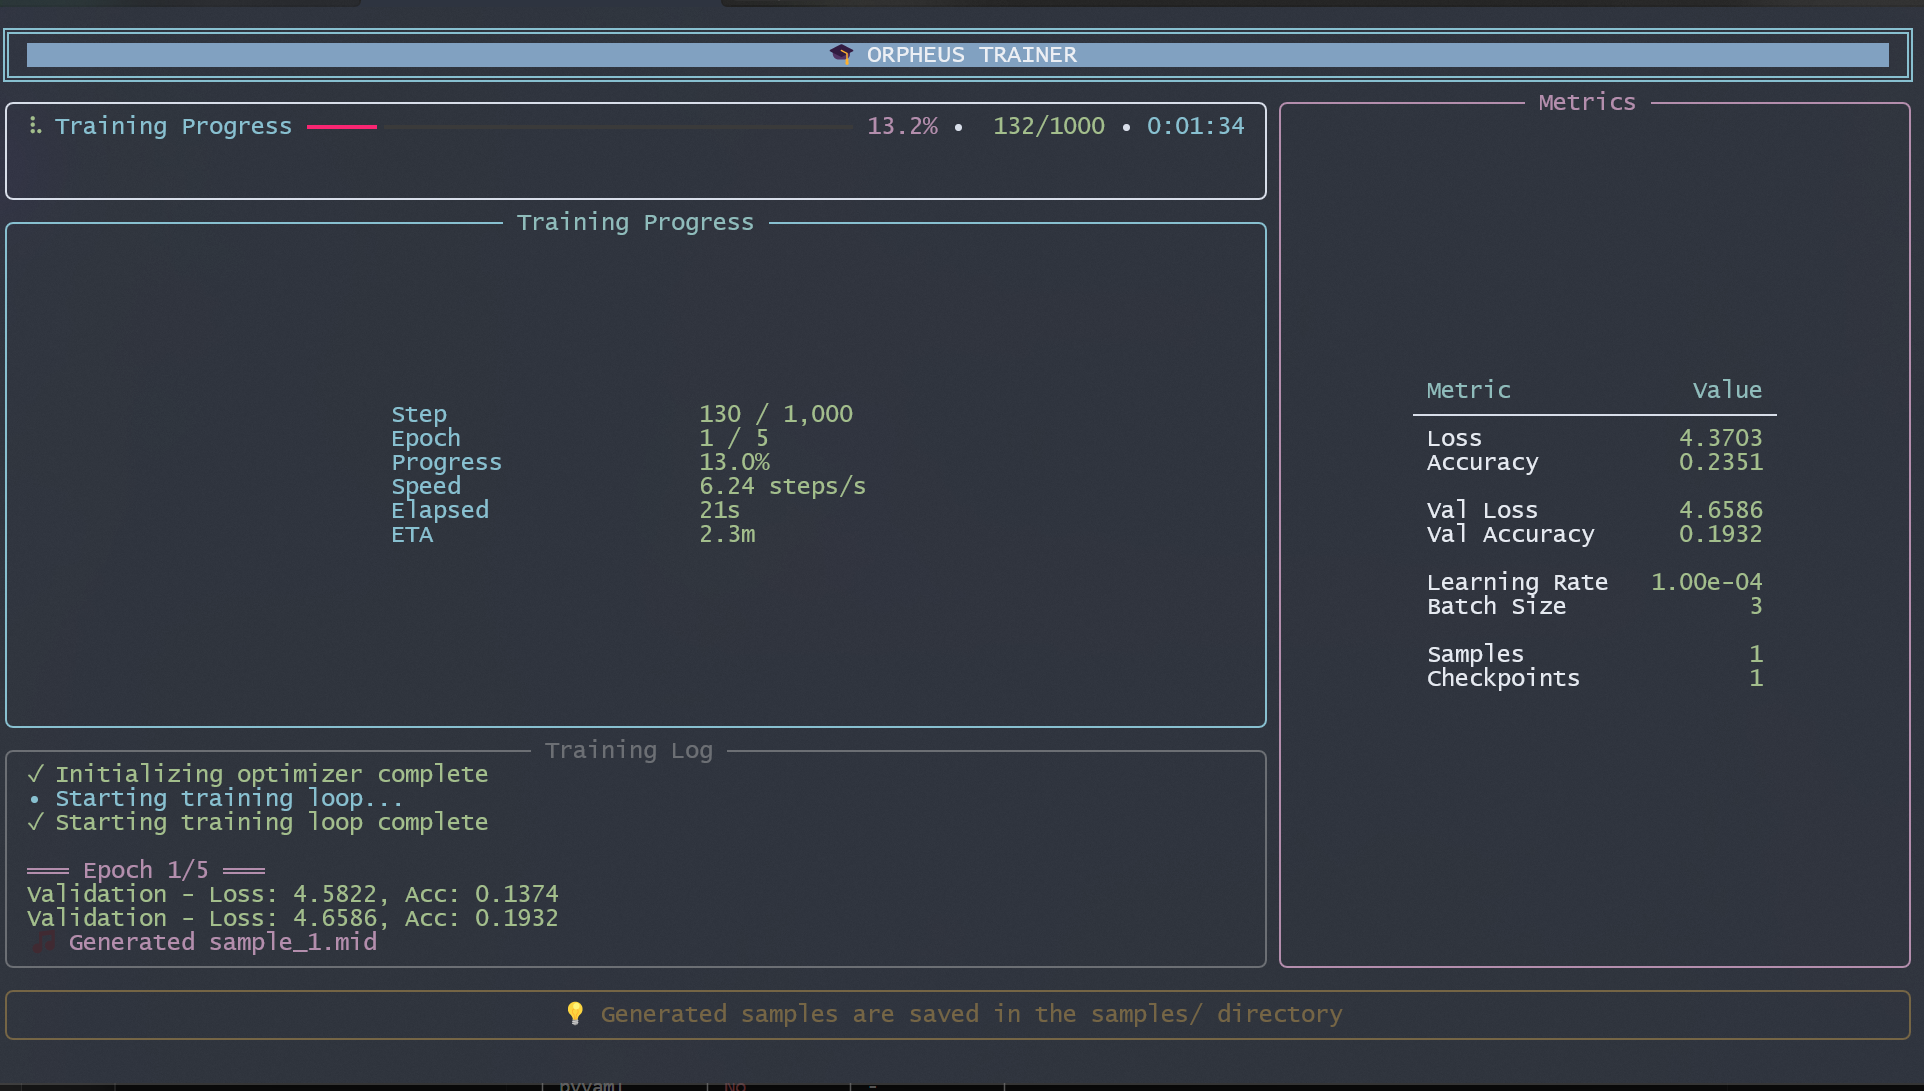 ORPHEUS TRAINER
Training Progress 13.2% • 132/1000 • 0:01:34
Training Progress
Step 130 / 1,000
Epoch 1 / 5
Progress 13.0%
Speed 6.24 steps/s
Elapsed 21s
ETA 2.3m
Training Log
✓ Initializing optimizer complete
• Starting training loop...
✓ Starting training loop complete
═══ Epoch 1/5 ═══
Validation - Loss: 4.5822, Acc: 0.1374
Validation - Loss: 4.6586, Acc: 0.1932
Generated sample_1.mid
Metrics
Metric Value
Loss 4.3703
Accuracy 0.2351
Val Loss 4.6586
Val Accuracy 0.1932
Learning Rate 1.00e-04
Batch Size 3
Samples 1
Checkpoints 1
Generated samples are saved in the samples/ directory
pyyaml No -